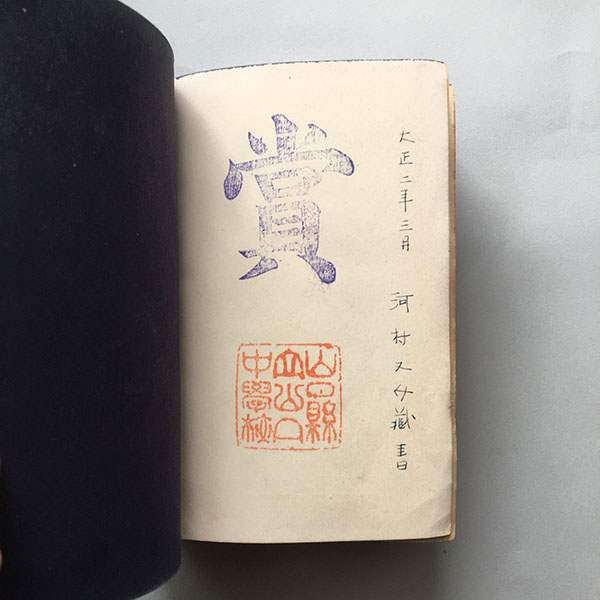 大正二年三月 河村又介藏書
賞
山口縣
立山口
中學校